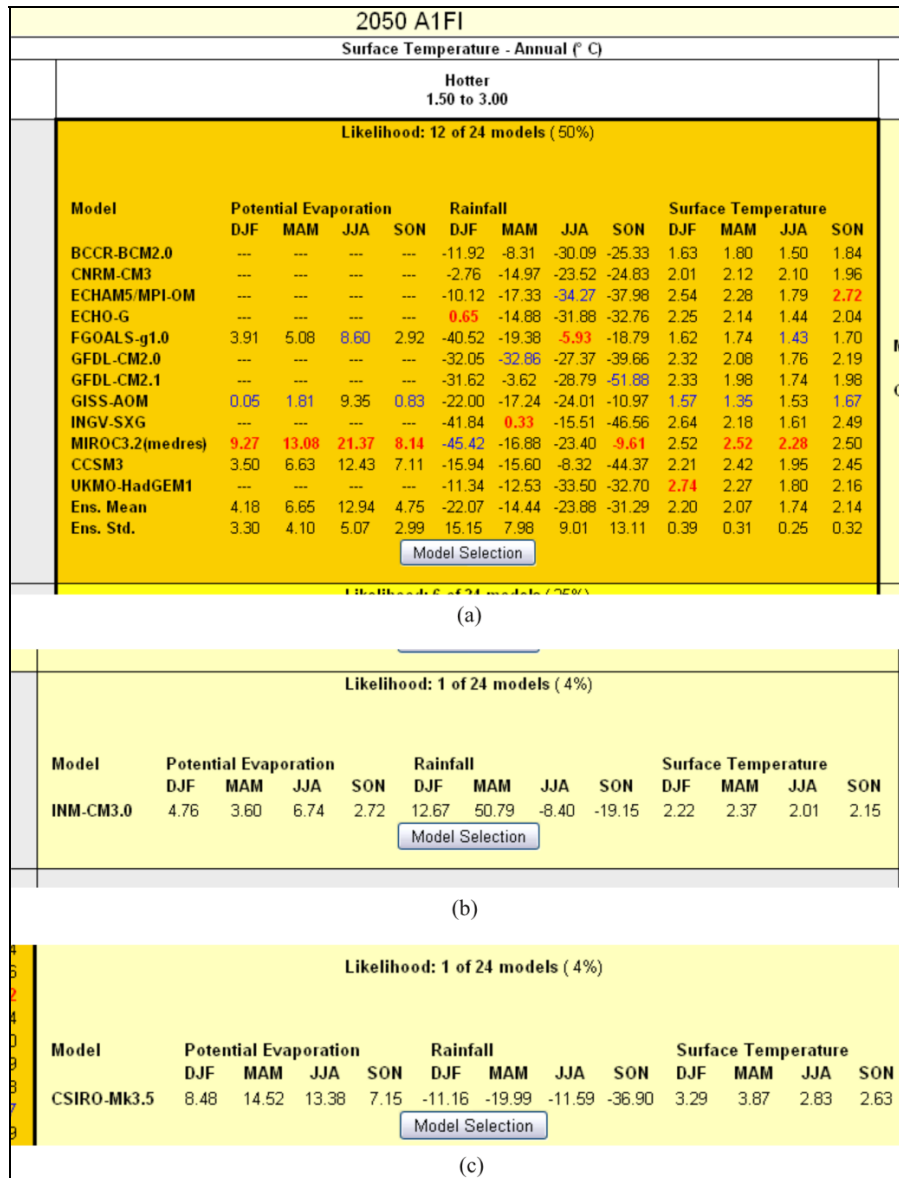 2050 A1FI
Surface Temperature - Annual (° C)
Hotter
1.50 to 3.00
Likelihood: 12 of 24 models ( 50%)
Model Potential Evaporation Rainfall Surface Temperature
DJF MAM JJA SON DJF MAM JJA SON DJF MAM JJA SON
BCCR-BCM2.0 --- --- --- --- -11.92 -8.31 -30.09 -25.33 1.63 1.80 1.50 1.84
CNRM-CM3 --- --- --- --- -2.76 -14.97 -23.52 -24.83 2.01 2.12 2.10 1.96
ECHAM5/MPI-OM --- --- --- --- -10.12 -17.33 -34.27 -37.98 2.54 2.28 1.79 2.72
ECHO-G --- --- --- --- 0.65 -14.88 -31.88 -32.76 2.25 2.14 1.44 2.04
FGOALS-g1.0 3.91 5.08 8.60 2.92 -40.52 -19.38 -5.93 -18.79 1.62 1.74 1.43 1.70
GFDL-CM2.0 --- --- --- --- -32.05 -32.86 -27.37 -39.66 2.32 2.08 1.76 2.19
GFDL-CM2.1 --- --- --- --- -31.62 -3.62 -28.79 -51.88 2.33 1.98 1.74 1.98
GISS-AOM 0.05 1.81 9.35 0.83 -22.00 -17.24 -24.01 -10.97 1.57 1.35 1.53 1.67
INGV-SXG --- --- --- --- -41.84 0.33 -15.51 -46.56 2.64 2.18 1.61 2.49
MIROC3.2(medres) 9.27 13.08 21.37 8.14 -45.42 -16.88 -23.40 -9.61 2.52 2.52 2.28 2.50
CCSM3 3.50 6.63 12.43 7.11 -15.94 -15.60 -8.32 -44.37 2.21 2.42 1.95 2.45
UKMO-HadGEM1 --- --- --- --- -11.34 -12.53 -33.50 -32.70 2.74 2.27 1.80 2.16
Ens. Mean 4.18 6.65 12.94 4.75 -22.07 -14.44 -23.88 -31.29 2.20 2.07 1.74 2.14
Ens. Std. 3.30 4.10 5.07 2.99 15.15 7.98 9.01 13.11 0.39 0.31 0.25 0.32
Model Selection
(a)
Likelihood: 1 of 24 models ( 4%)
Model Potential Evaporation Rainfall Surface Temperature
DJF MAM JJA SON DJF MAM JJA SON DJF MAM JJA SON
INM-CM3.0 4.76 3.60 6.74 2.72 12.67 50.79 -8.40 -19.15 2.22 2.37 2.01 2.15
Model Selection
(b)
Likelihood: 1 of 24 models ( 4%)
Model Potential Evaporation Rainfall Surface Temperature
DJF MAM JJA SON DJF MAM JJA SON DJF MAM JJA SON
CSIRO-Mk3.5 8.48 14.52 13.38 7.15 -11.16 -19.99 -11.59 -36.90 3.29 3.87 2.83 2.63
Model Selection
(c)